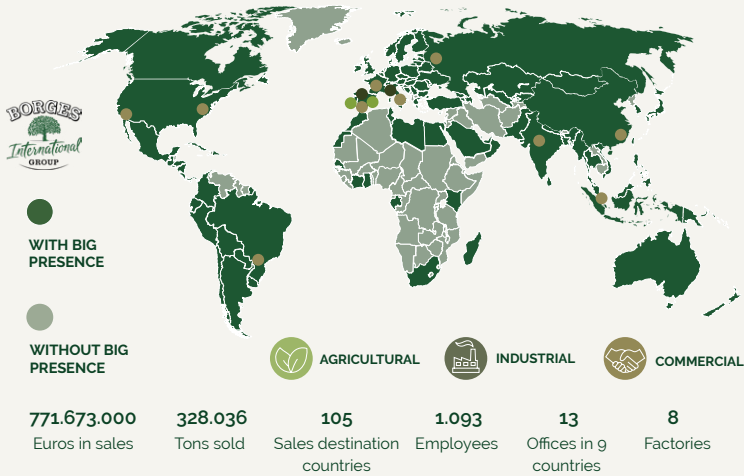 BORGES
International
GROUP
WITH BIG
PRESENCE
WITHOUT BIG
PRESENCE
AGRICULTURAL
INDUSTRIAL
COMMERCIAL
771.673.000
Euros in sales
328.036
Tons sold
105
Sales destination
countries
1.093
Employees
13
Offices in 9
countries
8
Factories